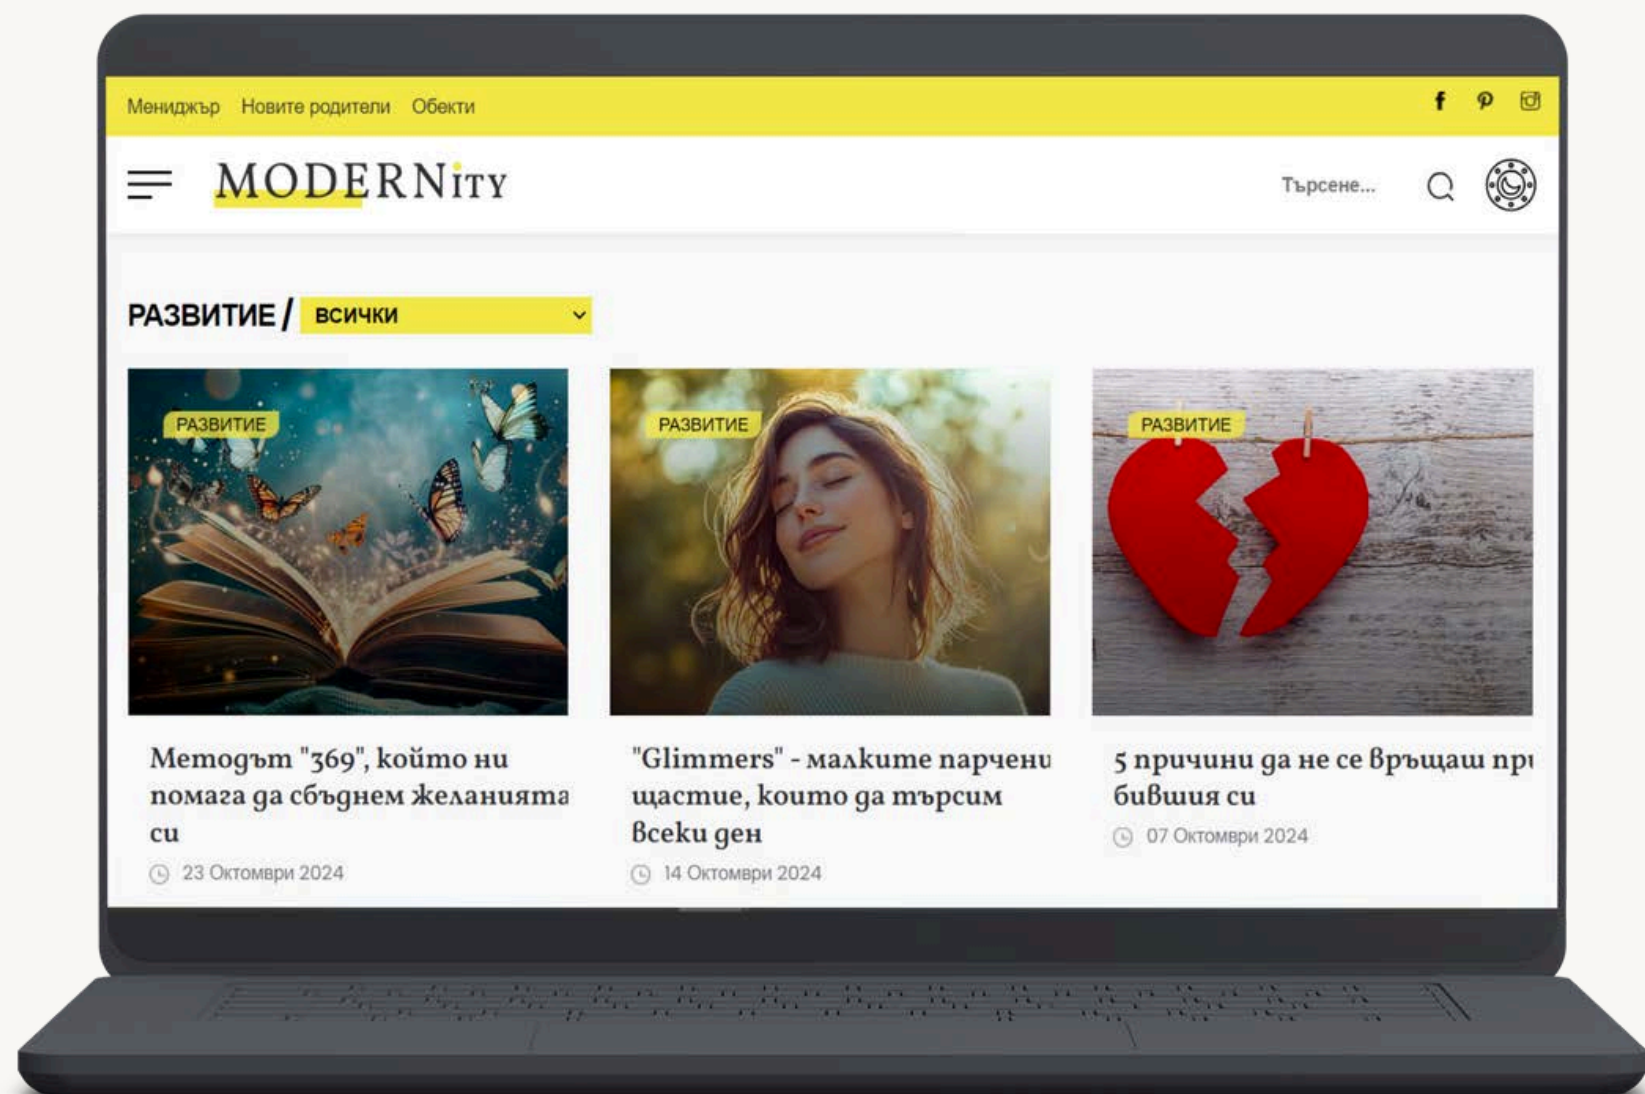 Мениджър Новите родители Обекти
MODERNiTY
Търсене...
РАЗВИТИЕ / ВСИЧКИ
РАЗВИТИЕ
Методът "369", който ни
помага да сбъднем желанията
си
23 Октомври 2024
РАЗВИТИЕ
"Glimmers" - малките парчени
щастие, които да търсим
всеки ден
14 Октомври 2024
РАЗВИТИЕ
5 причини да не се връщаш при
бившия си
07 Октомври 2024